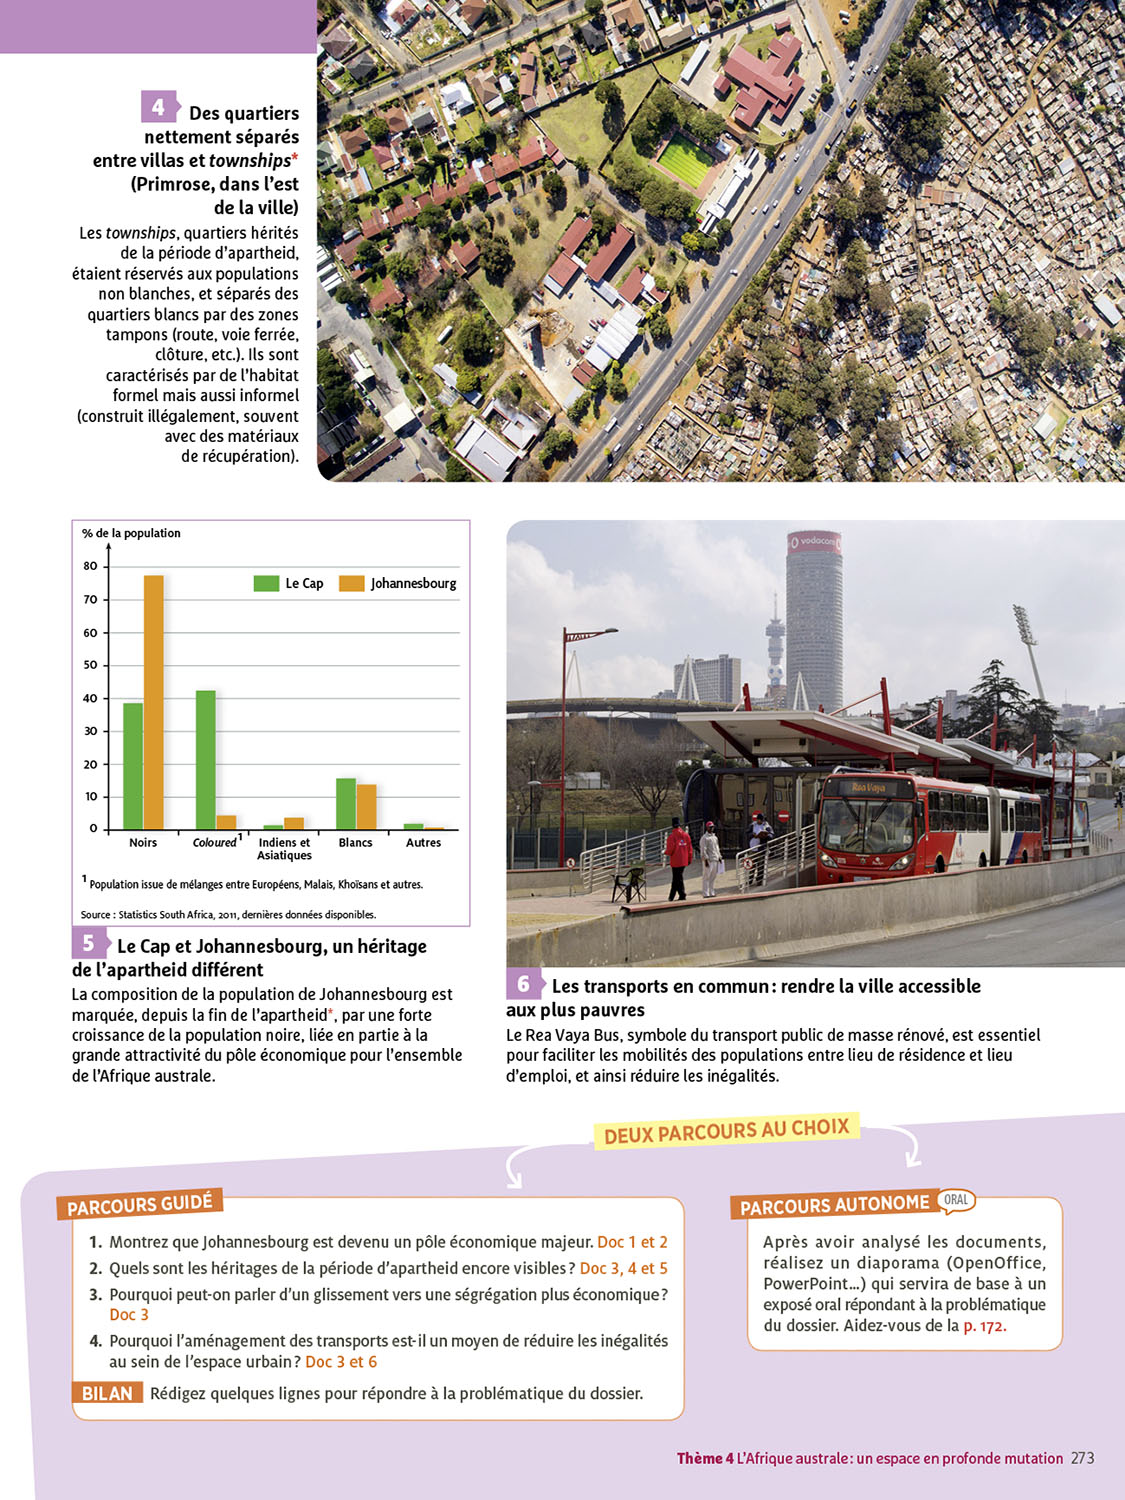 4 Des quartiers
nettement séparés
entre villas et townships*
(Primrose, dans l'est
de la ville)
Les townships, quartiers hérités
de la période d'apartheid,
étaient réservés aux populations
non blanches, et séparés des
quartiers blancs par des zones
tampons (route, voie ferrée,
clôture, etc.). Ils sont
caractérisés par de l'habitat
formel mais aussi informel
(construit illégalement, souvent
avec des matériaux
de récupération).
% de la population
80
70
60
50
40
30
20
10
0
Le Cap
Johannesbourg
Noirs
Coloured1
Indiens et
Asiatiques
Blancs
Autres
1 Population issue de mélanges entre Européens, Malais, Khoïsans et autres.
Source : Statistics South Africa, 2011, dernières données disponibles.
5 Le Cap et Johannesbourg, un héritage
de l'apartheid différent
La composition de la population de Johannesbourg est
marquée, depuis la fin de l'apartheid*, par une forte
croissance de la population noire, liée en partie à la
grande attractivité du pôle économique pour l'ensemble
de l'Afrique australe.
vodacom
Rea Vaya
6 Les transports en commun : rendre la ville accessible
aux plus pauvres
Le Rea Vaya Bus, symbole du transport public de masse rénové, est essentiel
pour faciliter les mobilités des populations entre lieu de résidence et lieu
d'emploi, et ainsi réduire les inégalités.
DEUX PARCOURS AU CHOIX
PARCOURS GUIDÉ
1. Montrez que Johannesbourg est devenu un pôle économique majeur. Doc 1 et 2
2. Quels sont les héritages de la période d'apartheid encore visibles ? Doc 3, 4 et 5
3. Pourquoi peut-on parler d'un glissement vers une ségrégation plus économique ?
Doc 3
4. Pourquoi l'aménagement des transports est-il un moyen de réduire les inégalités
au sein de l'espace urbain ? Doc 3 et 6
BILAN Rédigez quelques lignes pour répondre à la problématique du dossier.
PARCOURS AUTONOME ORAL
Après avoir analysé les documents,
réalisez un diaporama (OpenOffice,
PowerPoint...) qui servira de base à un
exposé oral répondant à la problématique
du dossier. Aidez-vous de la p. 172.
Thème 4 L'Afrique australe : un espace en profonde mutation 273